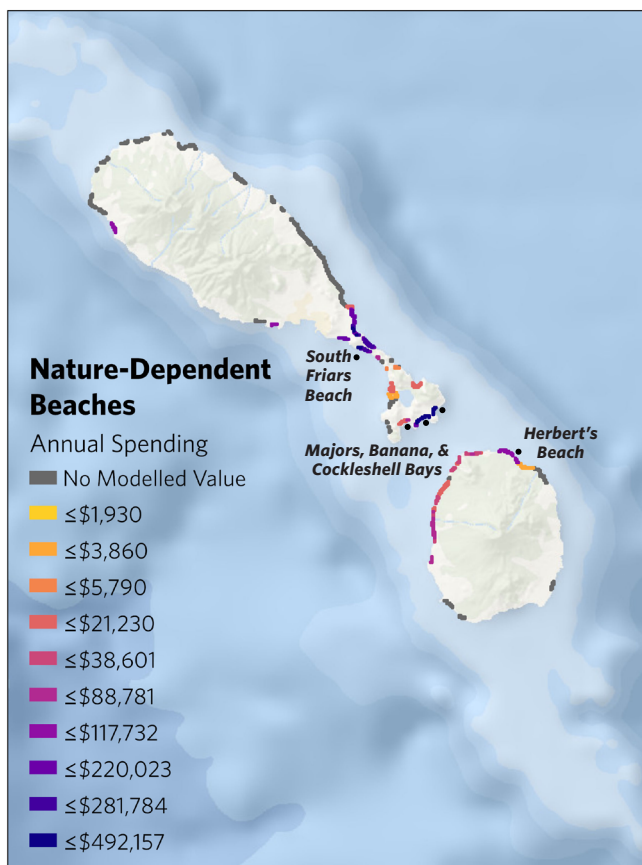 South
Friars
Beach
Majors, Banana, &
Cockleshell Bays
Herbert's
Beach
Nature-Dependent
Beaches
Annual Spending
No Modelled Value
≤$1,930
≤$3,860
≤$5,790
≤$21,230
≤$38,601
≤$88,781
≤$117,732
≤$220,023
≤$281,784
≤$492,157